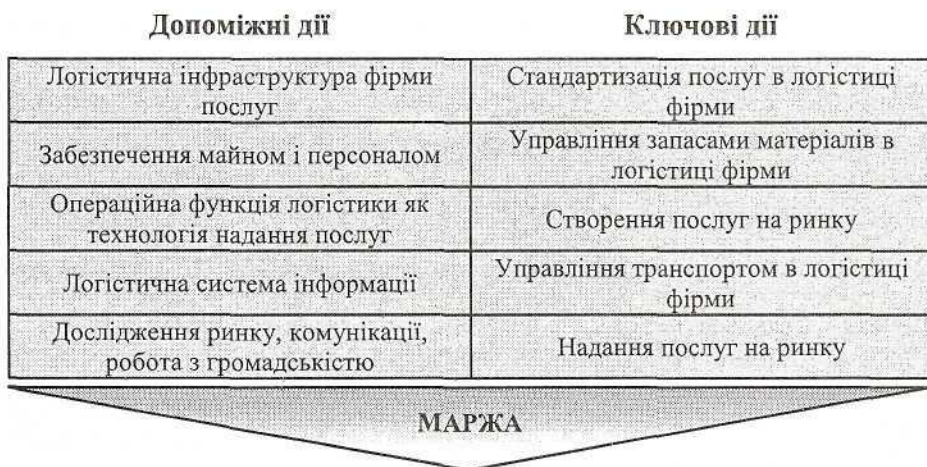 Допоміжні дії
Ключові дії
Логістична інфраструктура фірми
послуг
Стандартизація послуг в логістиці
фірми
Забезпечення майном і персоналом
Управління запасами матеріалів в
логістиці фірми
Операційна функція логістики як
технологія надання послуг
Створення послуг на ринку
Логістична система інформації
Управління транспортом в логістиці
фірми
Дослідження ринку, комунікації,
робота з громадськістю
Надання послуг на ринку
МАРЖА